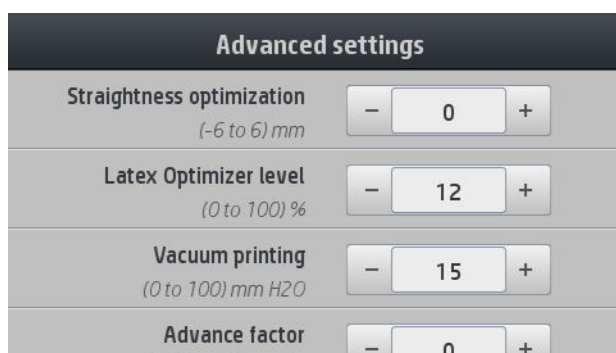 Advanced settings
Straightness optimization
− 0 +
(-6 to 6) mm
Latex Optimizer level
− 12 +
(0 to 100) %
Vacuum printing
− 15 +
(0 to 100) mm H2O
Advance factor
− 0 +